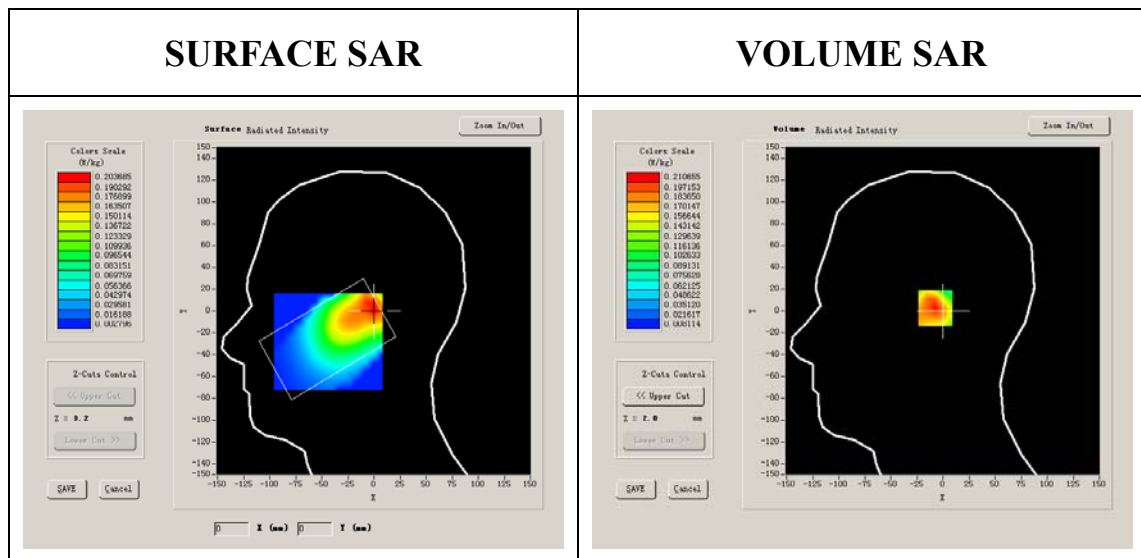 SURFACE SAR
VOLUME SAR
Surface Radiated Intensity
Zoom In/Out
Colors Scale
(W/kg)
0.203685
0.190292
0.176899
0.163507
0.150114
0.136722
0.123329
0.109936
0.096544
0.083151
0.069759
0.056366
0.042974
0.029581
0.016188
0.002796
Z-Cuts Control
<< Upper Cut
mm
Lower Cut >>
SAVE
Cancel
150
140
120
100
80
60
40
20
0
-20
-40
-60
-80
-100
-120
-140
-150
Y
-150 -125 -100 -75 -50 -25 0 25 50 75 100 125 150
X
0 X (mm) 0 Y (mm)
Volume Radiated Intensity
Zoom In/Out
Colors Scale
(W/kg)
0.210655
0.197153
0.183650
0.170147
0.156644
0.143142
0.129639
0.116136
0.102633
0.089131
0.075628
0.062125
0.048622
0.035120
0.021617
0.008114
Z-Cuts Control
<< Upper Cut
mm
Lower Cut >>
SAVE
Cancel
150
140
120
100
80
60
40
20
0
-20
-40
-60
-80
-100
-120
-140
-150
Y
-150 -125 -100 -75 -50 -25 0 25 50 75 100 125 150
X